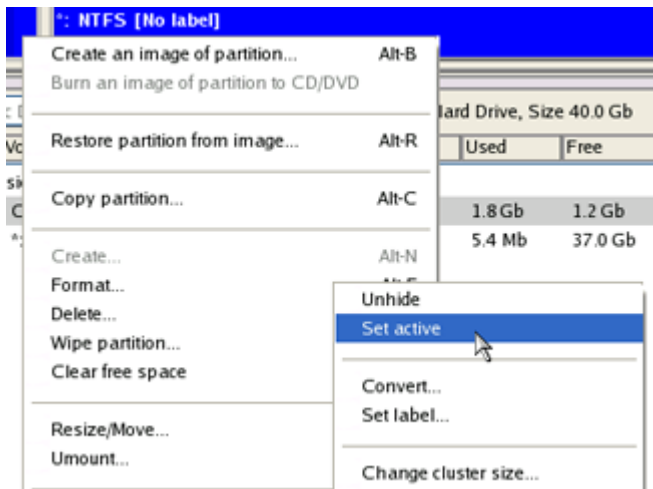 *: NTFS [No label]
Create an image of partition... Alt-B
Burn an image of partition to CD/DVD
Hard Drive, Size 40.0 Gb
Restore partition from image... Alt-R
Used Free
Copy partition... Alt-C
1.8 Gb 1.2 Gb
*: 5.4 Mb 37.0 Gb
Create... Alt-N
Format...
Unhide
Delete...
Set active
Wipe partition...
Clear free space
Convert...
Set label...
Resize/Move...
Umount...
Change cluster size...